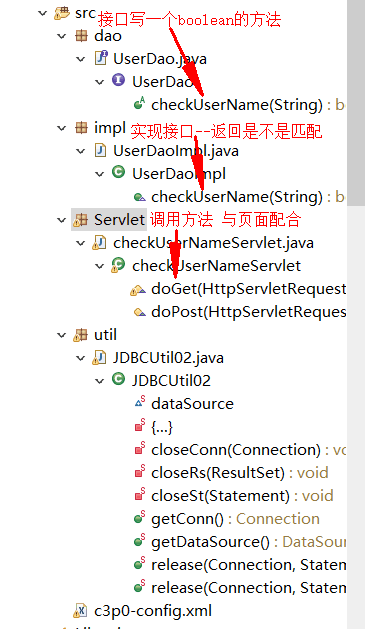 src 接口写一个boolean的方法
dao
UserDao.java
UserDao
checkUserName(String) : b
impl 实现接口--返回是不是匹配
UserDaoImpl.java
UserDaoImpl
checkUserName(String) : b
Servlet 调用方法 与页面配合
checkUserNameServlet.java
checkUserNameServlet
doGet(HttpServletRequest
doPost(HttpServletRequest
util
JDBCUtil02.java
JDBCUtil02
dataSource
{...}
closeConn(Connection) : vo
closeRs(ResultSet) : void
closeSt(Statement) : void
getConn() : Connection
getDataSource() : DataSour
release(Connection, Statem
release(Connection, Statem
c3p0-config.xml